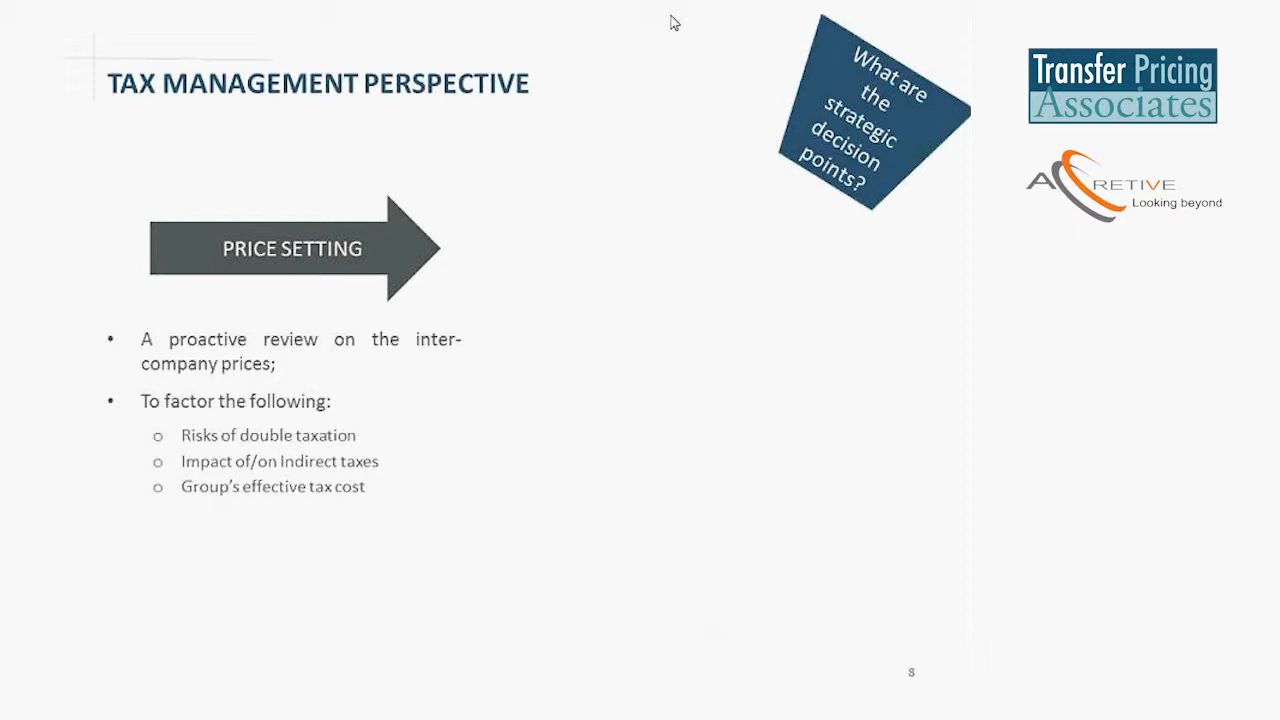 TAX MANAGEMENT PERSPECTIVE
What are
the
strategic
decision
points?
Transfer Pricing
Associates
ACCRETIVE
Looking beyond
PRICE SETTING
• A proactive review on the inter-
company prices;
• To factor the following:
o Risks of double taxation
o Impact of/on Indirect taxes
o Group's effective tax cost
8